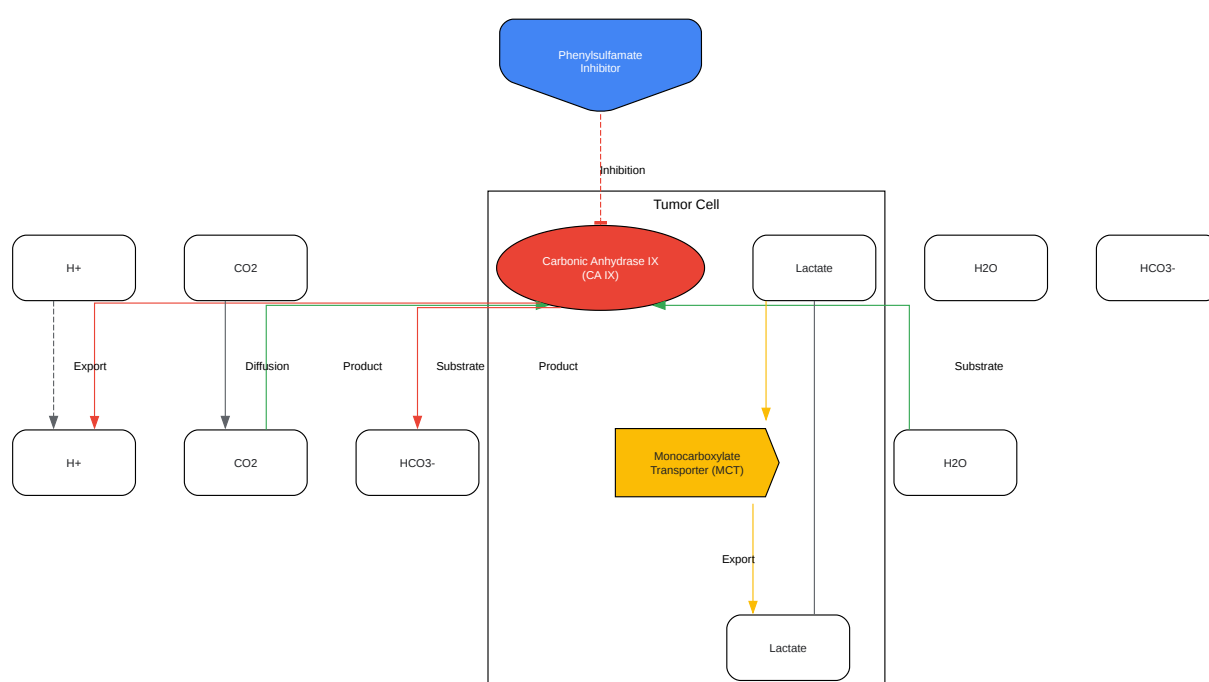 Phenylsulfamate
Inhibitor
Inhibition
Tumor Cell
H+
CO2
Carbonic Anhydrase IX
(CA IX)
Lactate
H2O
HCO3-
Export
Diffusion
Product
Substrate
Product
Substrate
H+
CO2
HCO3-
Monocarboxylate
Transporter (MCT)
H2O
Export
Lactate